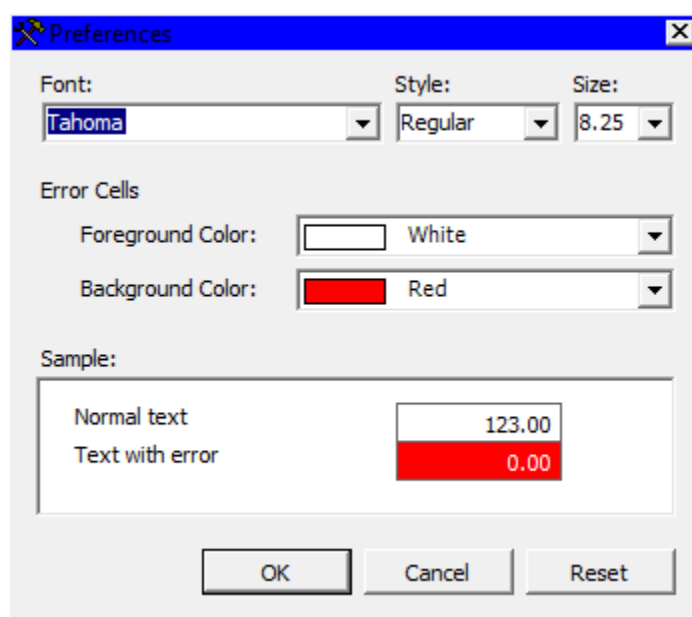 Preferences
Font: Style: Size:
Tahoma Regular 8.25
Error Cells
Foreground Color: White
Background Color: Red
Sample:
Normal text 123.00
Text with error 0.00
OK Cancel Reset